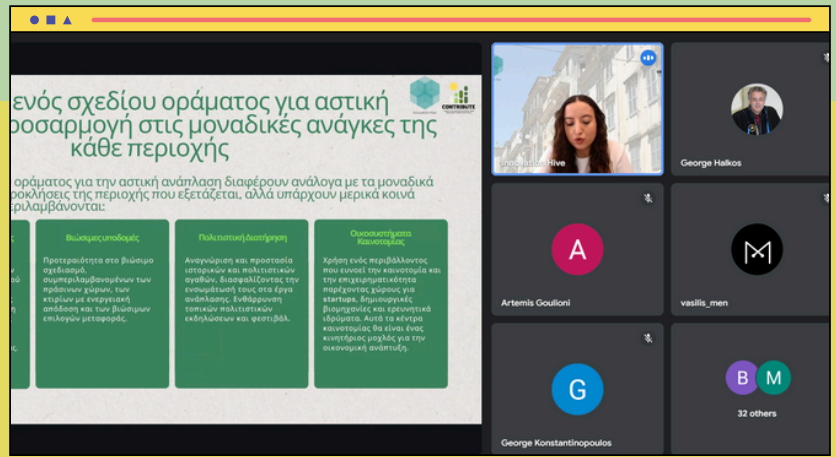 ενός σχεδίου οράματος για αστική
οσαρμογή στις μοναδικές ανάγκες της
κάθε περιοχής
CONTRIBUTE
οράματος για την αστική ανάπλαση διαφέρουν ανάλογα με τα μοναδικά
οκλήσεις της περιοχής που εξετάζεται, αλλά υπάρχουν μερικά κοινά
ριλαμβάνονται:
Βιώσιμες υποδομές
Προτεραιότητα στο βιώσιμο
σχεδιασμό,
συμπεριλαμβανομένων των
πράσινων χώρων, των
κτιρίων με ενεργειακή
απόδοση και των βιώσιμων
επιλογών μεταφοράς.
Πολιτιστική Διατήρηση
Αναγνώριση και προστασία
ιστορικών και πολιτιστικών
αγαθών, διασφαλίζοντας την
ενσωμάτωσή τους στα έργα
ανάπλασης. Ενθάρρυνση
τοπικών πολιτιστικών
εκδηλώσεων και φεστιβάλ.
Οικοσυστήματα
Καινοτομίας
Χρήση ενός περιβάλλοντος
που ευνοεί την καινοτομία και
την επιχειρηματικότητα
παρέχοντας χώρους για
startups, δημιουργικές
βιομηχανίες και ερευνητικά
ιδρύματα. Αυτά τα κέντρα
καινοτομίας θα είναι ένας
κινητήριος μοχλός για την
οικονομική ανάπτυξη.
Innovation Hive
George Halkos
A
Artemis Goulioni
vasilis_men
G
George Konstantinopoulos
B M
32 others